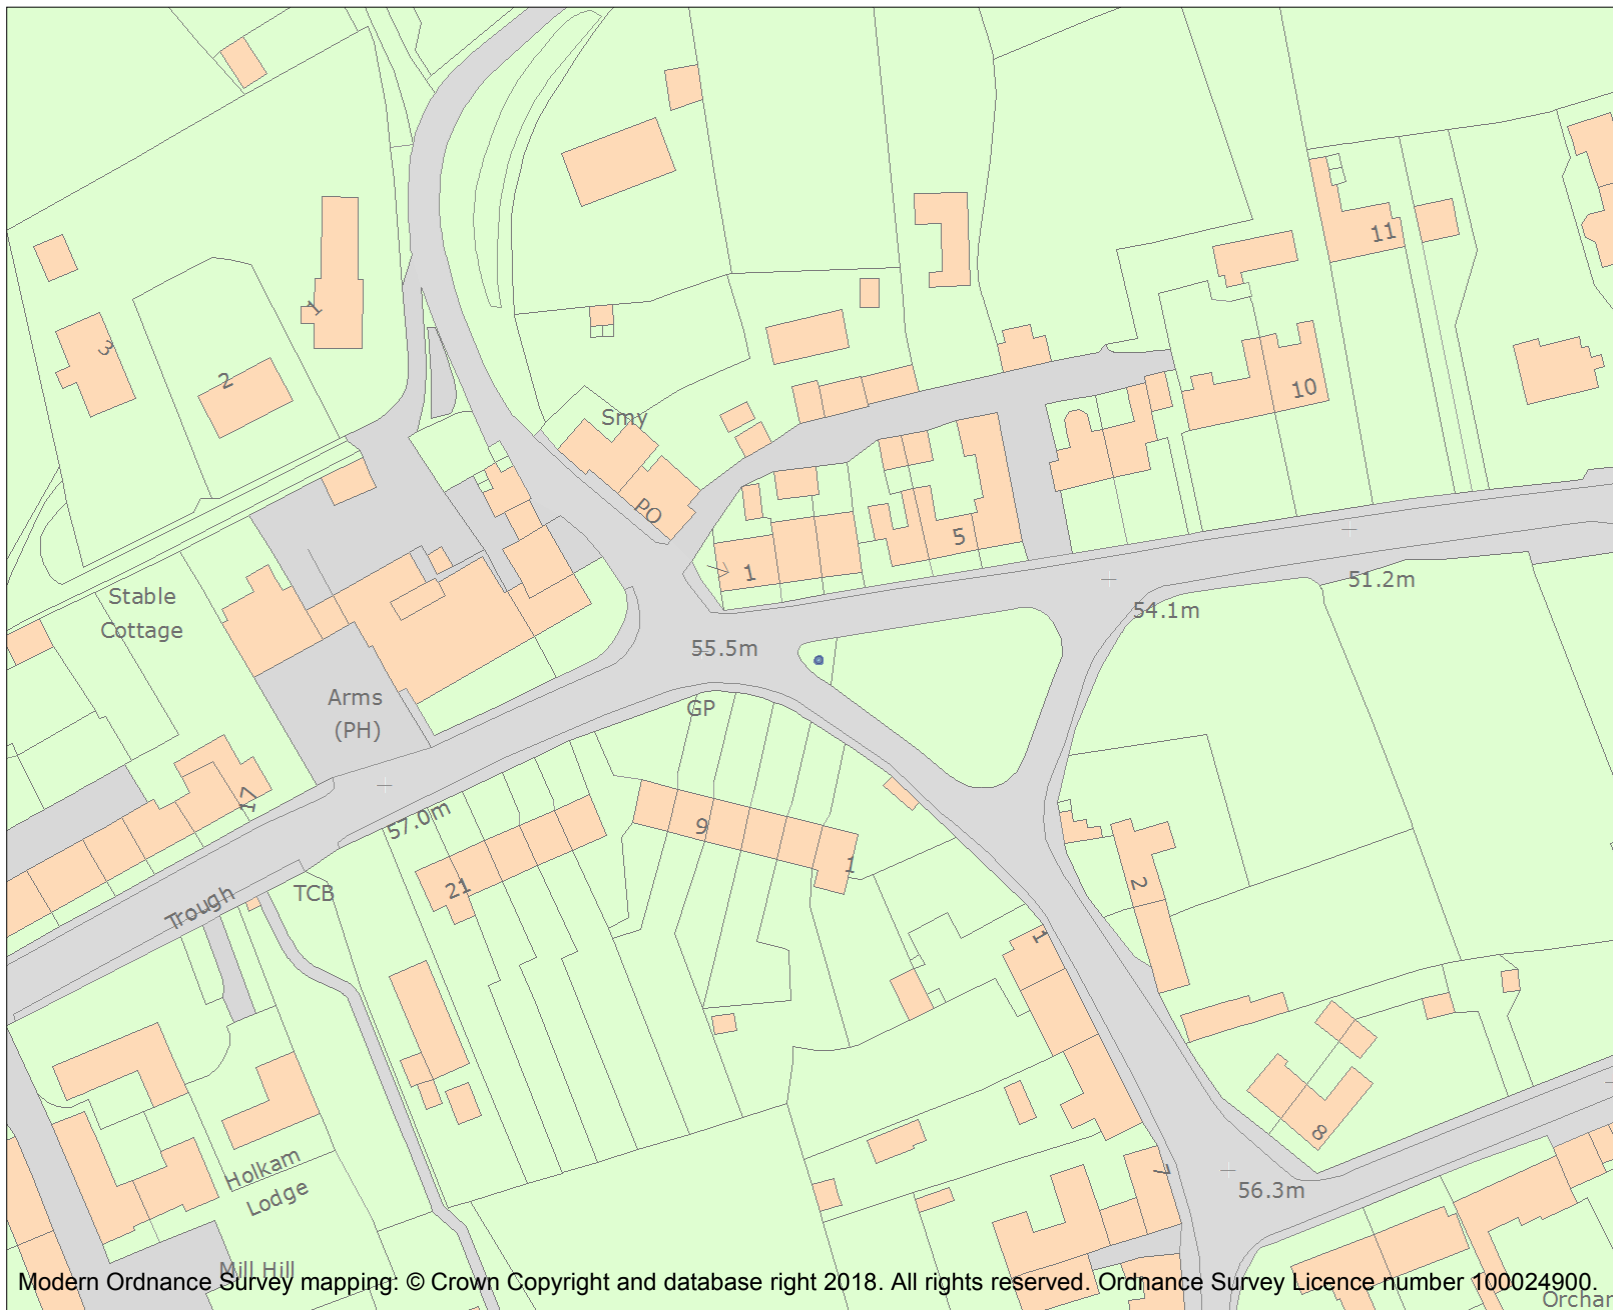 11
1
3
2
10
Smy
PO
5
1
51.2m
Stable
Cottage
54.1m
55.5m
Arms
(PH)
GP
17
57.0m
9
1
21
2
TCB
Trough
1
8
7
Holkam
Lodge
56.3m
Mill Hill
Modern Ordnance Survey mapping: © Crown Copyright and database right 2018. All rights reserved. Ordnance Survey Licence number 100024900.
Orchar